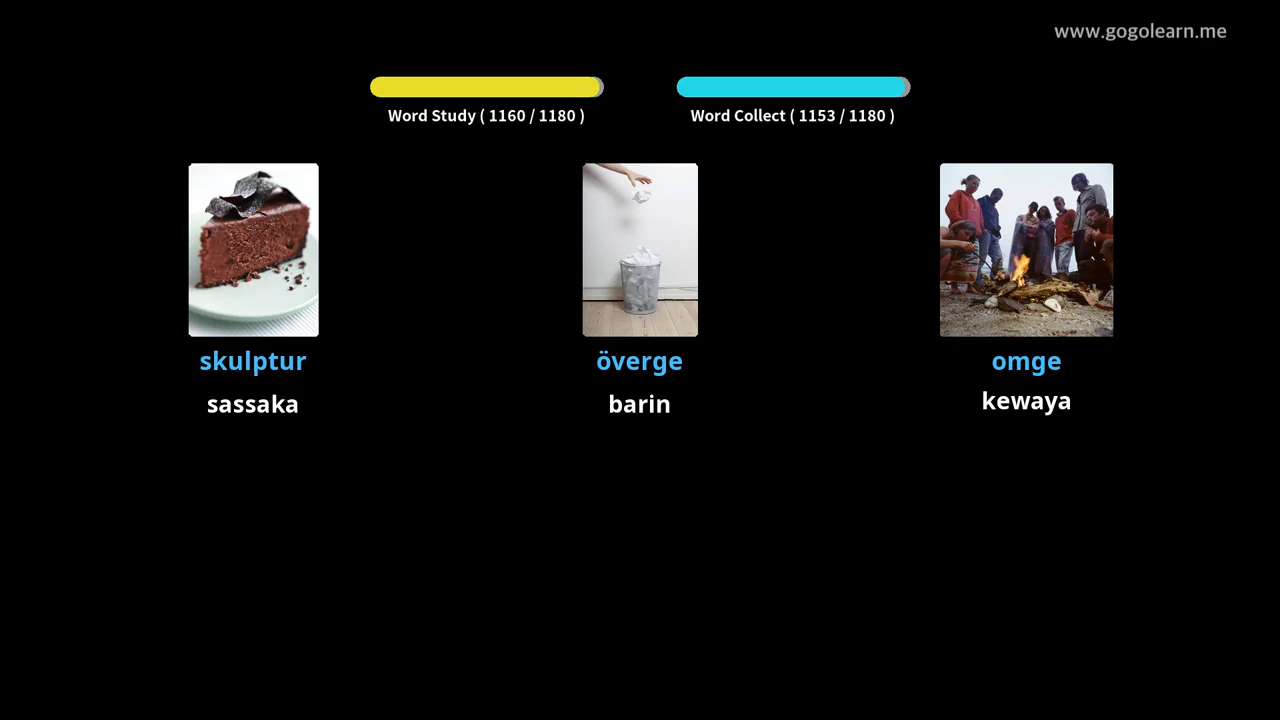 www.gogolearn.me
Word Study ( 1160 / 1180 )
Word Collect ( 1153 / 1180 )
skulptur
överge
omge
sassaka
barin
kewaya